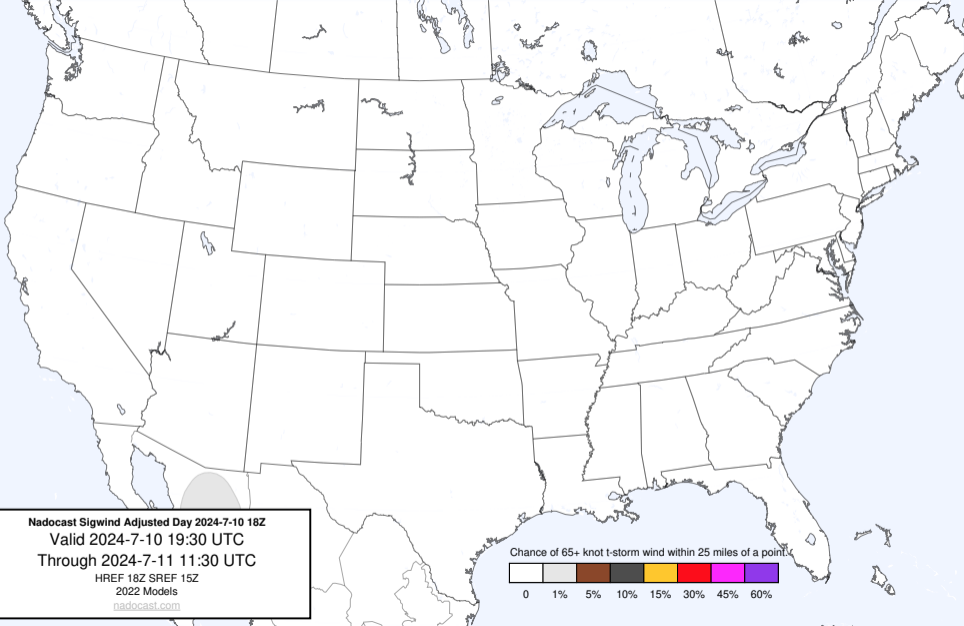 Nadocast Sigwind Adjusted Day 2024-7-10 18Z
Valid 2024-7-10 19:30 UTC
Through 2024-7-11 11:30 UTC
HREF 18Z SREF 15Z
2022 Models
nadocast.com
Chance of 65+ knot t-storm wind within 25 miles of a point.
0 1% 5% 10% 15% 30% 45% 60%